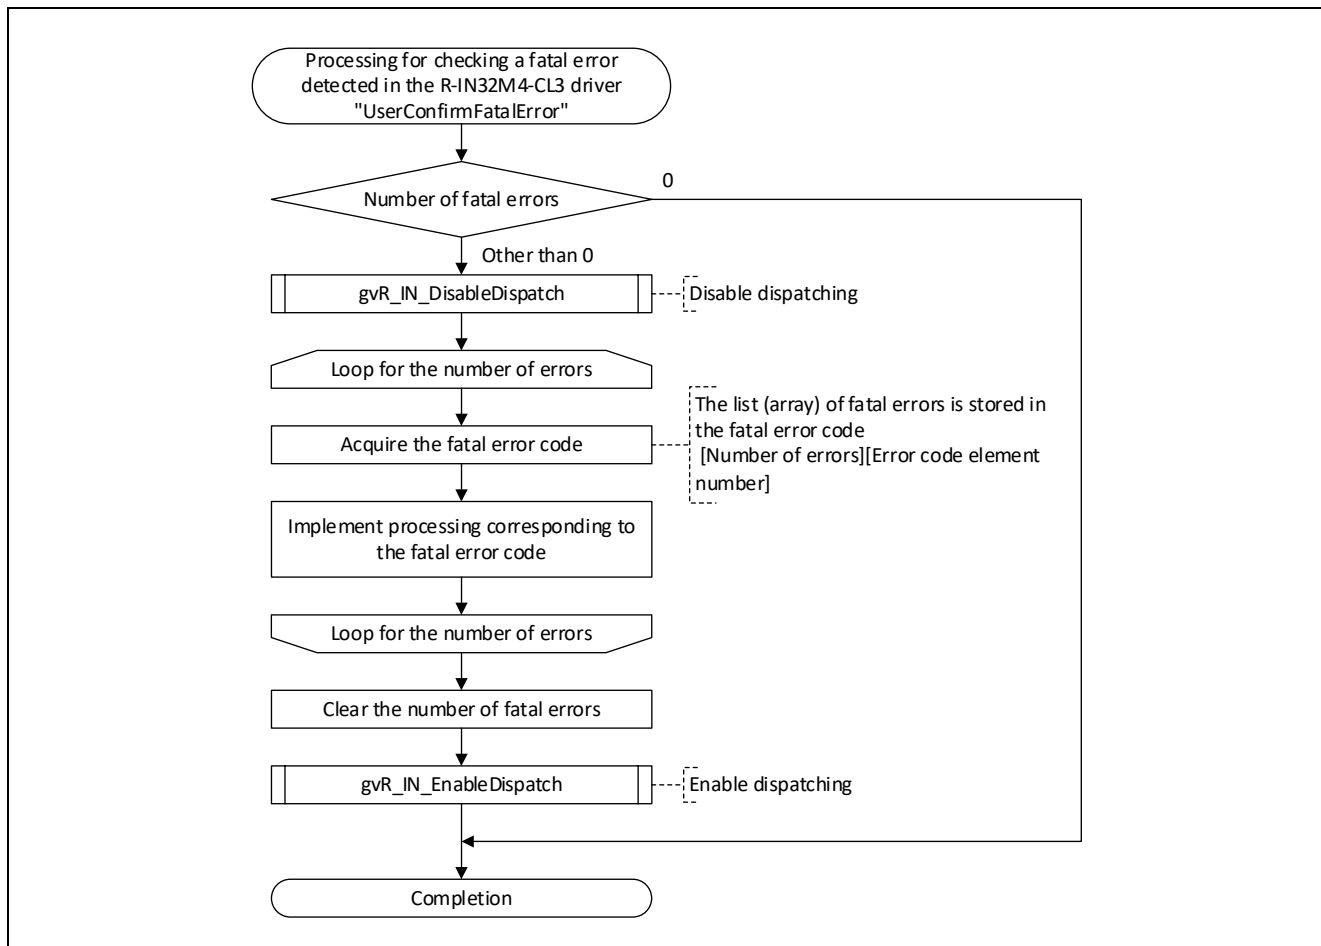 Processing for checking a fatal error
detected in the R-IN32M4-CL3 driver
"UserConfirmFatalError"
0
Number of fatal errors
Other than 0
gvR_IN_DisableDispatch
Disable dispatching
Loop for the number of errors
The list (array) of fatal errors is stored in
the fatal error code
[Number of errors][Error code element
number]
Acquire the fatal error code
Implement processing corresponding to
the fatal error code
Loop for the number of errors
Clear the number of fatal errors
gvR_IN_EnableDispatch
Enable dispatching
Completion